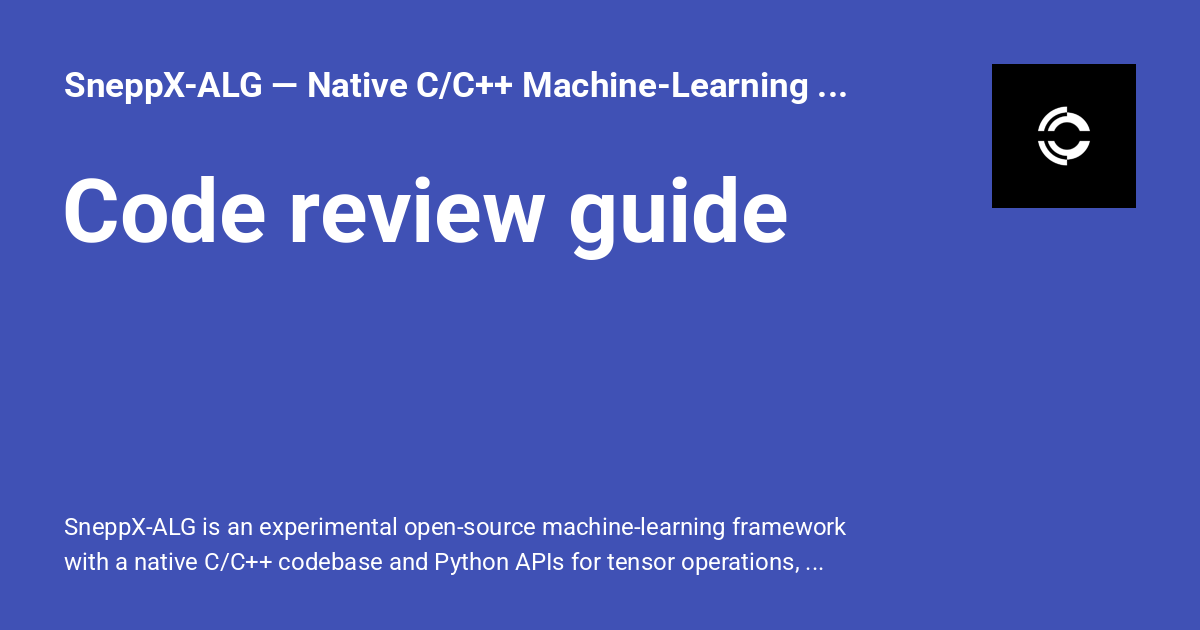 SneppX-ALG — Native C/C++ Machine-Learning ...
Code review guide
SneppX-ALG is an experimental open-source machine-learning framework
with a native C/C++ codebase and Python APIs for tensor operations, ...